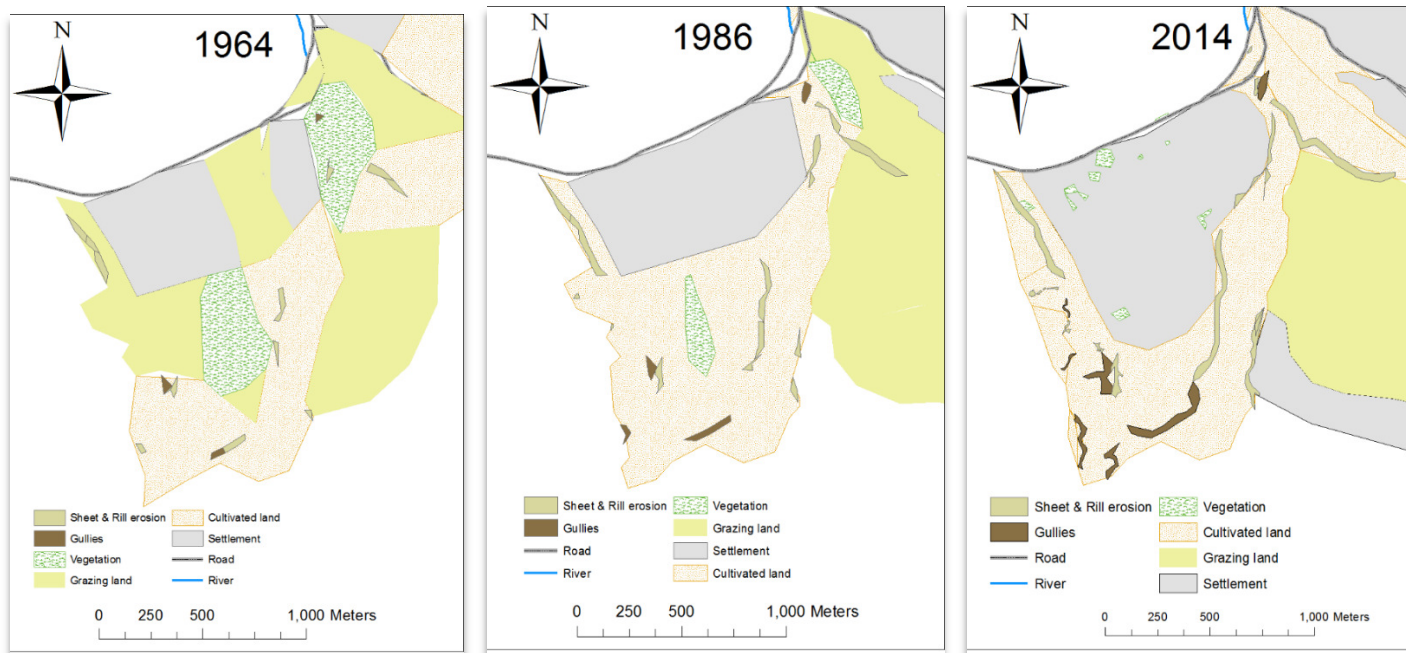 N
1964
Sheet & Rill erosion
Gullies
Vegetation
Grazing land
Cultivated land
Settlement
Road
River
0 250 500 1,000 Meters
N
1986
Sheet & Rill erosion
Gullies
Road
River
Vegetation
Grazing land
Settlement
Cultivated land
0 250 500 1,000 Meters
N
2014
Sheet & Rill erosion
Gullies
Road
River
Vegetation
Cultivated land
Grazing land
Settlement
0 250 500 1,000 Meters